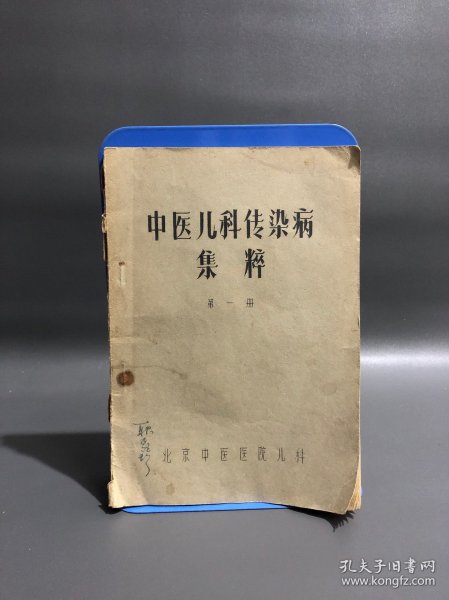 中医儿科传染病
集粹
第一册
北京中医医院儿科
孔夫子旧书网
www.kongfz.com